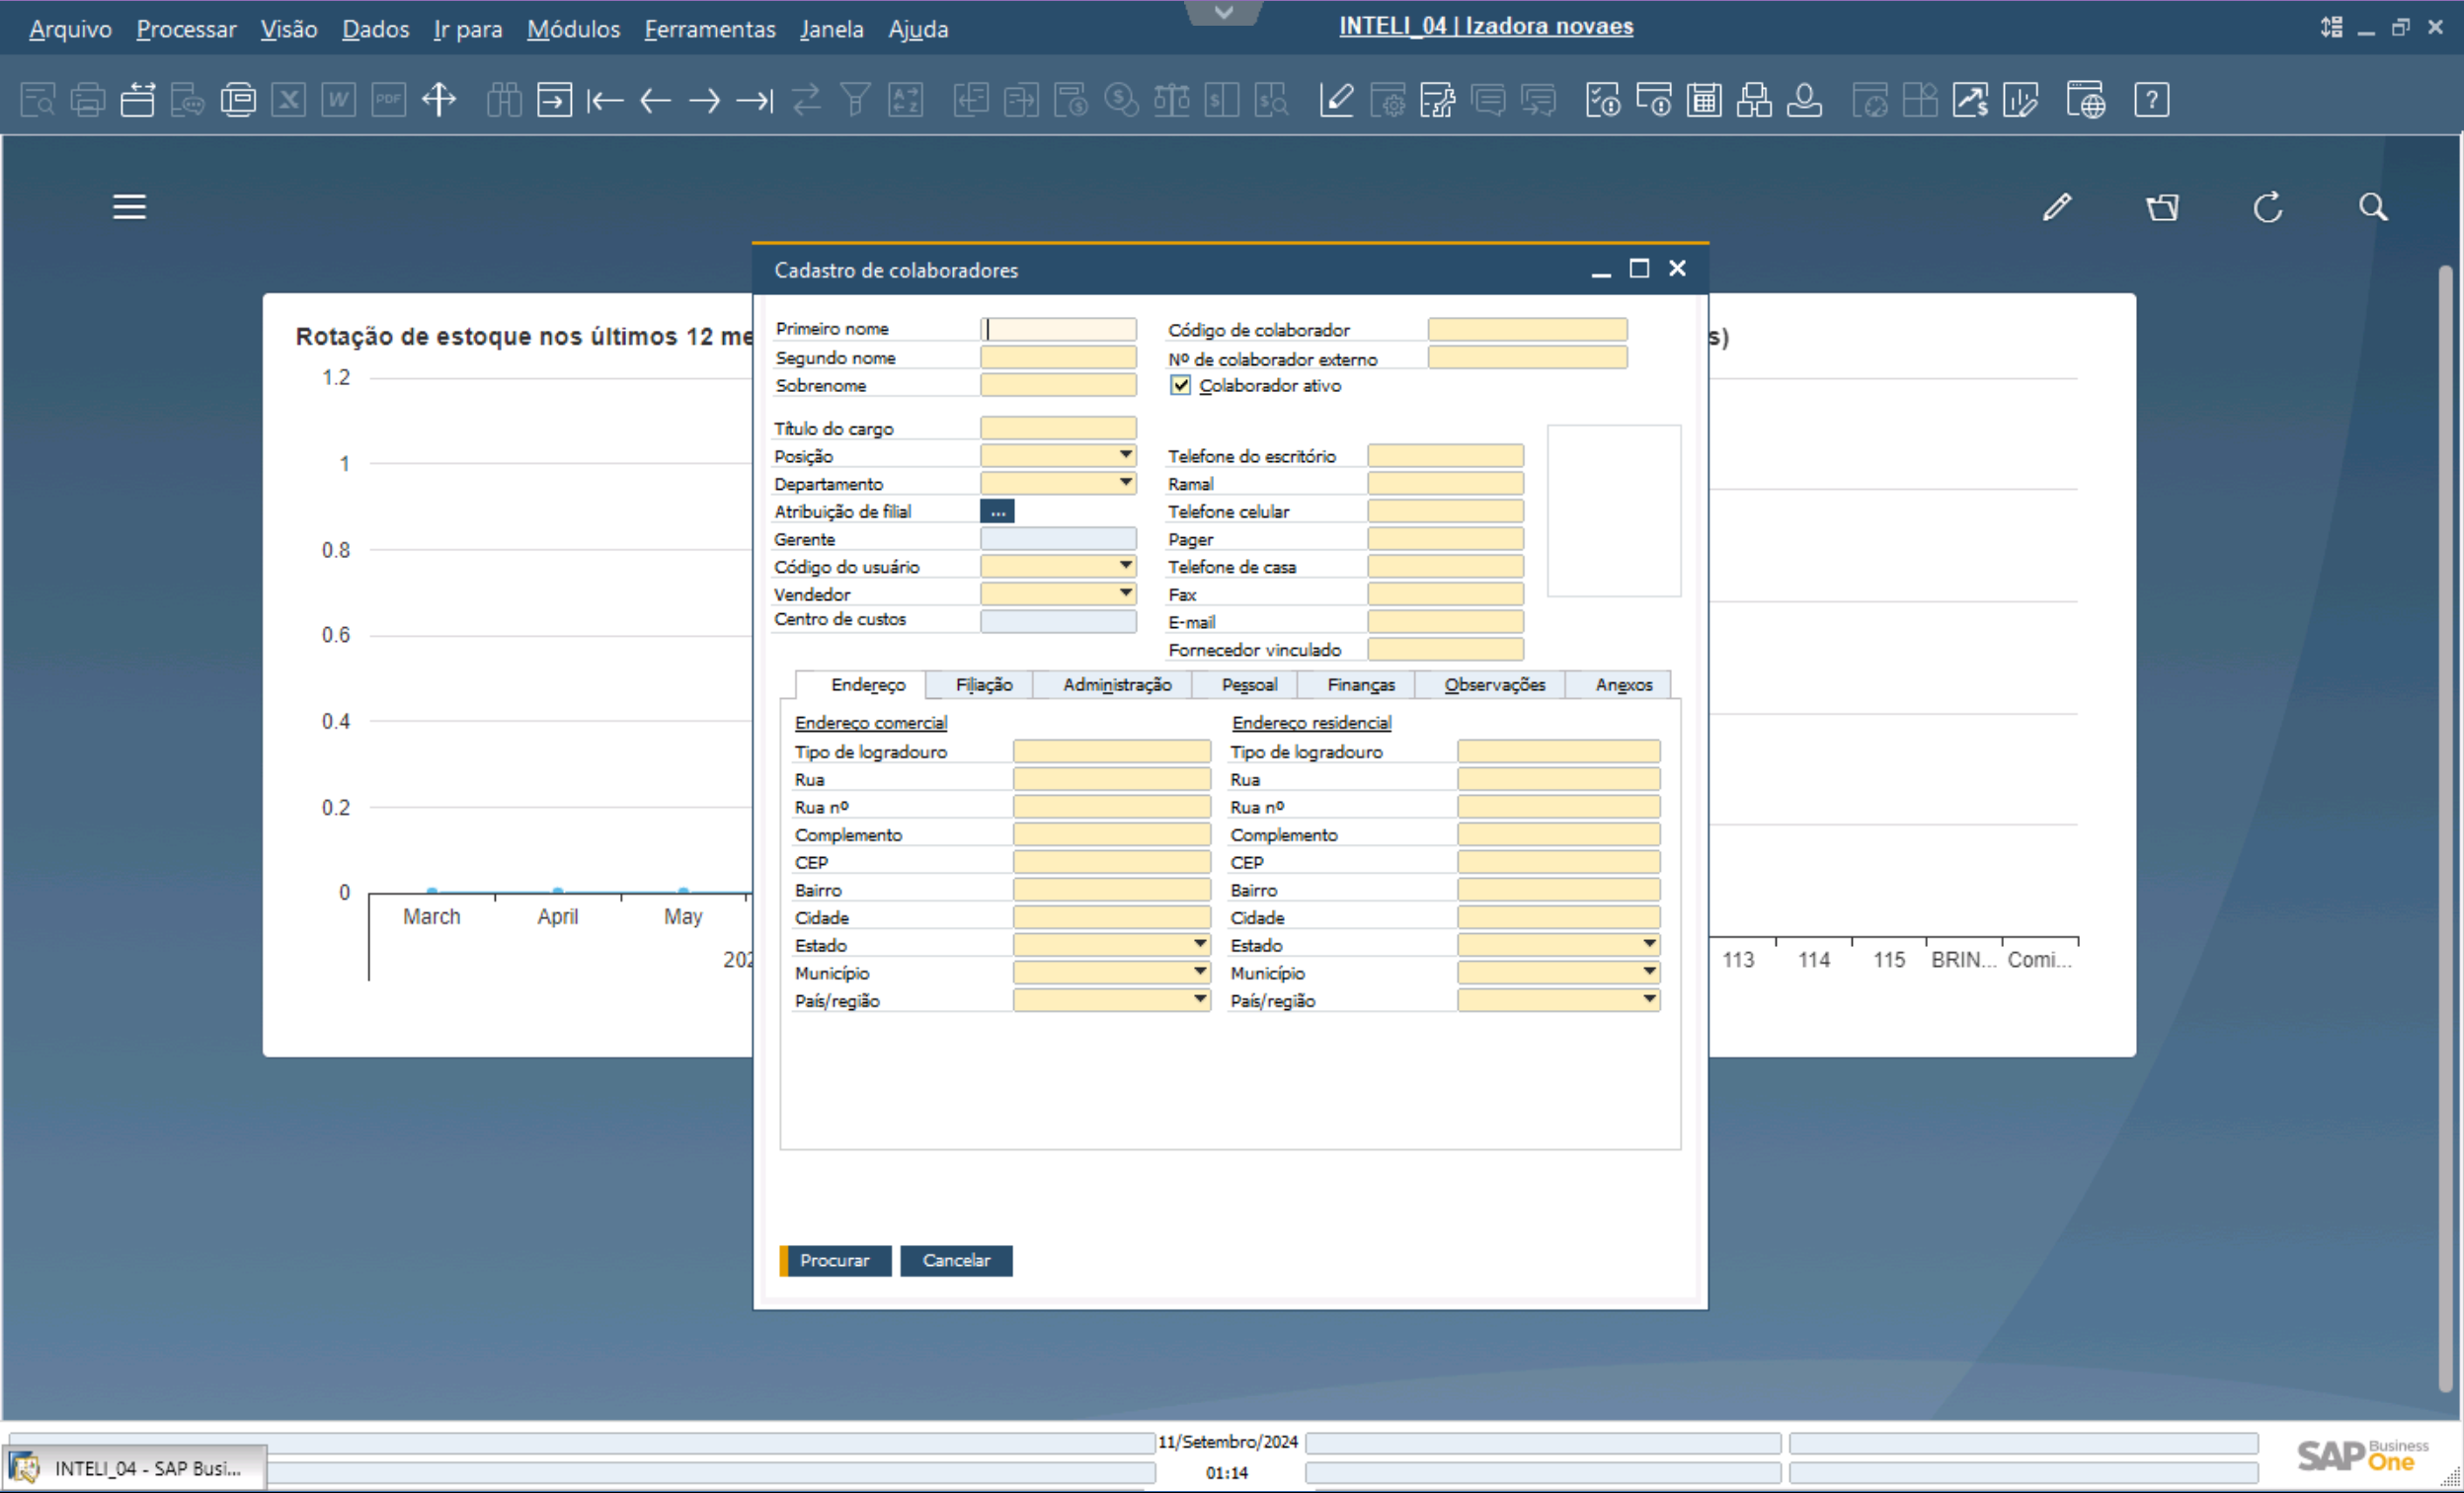 Arquivo Processar Visão Dados Ir para Módulos Ferramentas Janela Ajuda
INTELI_04 | Izadora novaes
Cadastro de colaboradores
Rotação de estoque nos últimos 12 me
s)
1.2
1
0.8
0.6
0.4
0.2
0
March April May
202
113 114 115 BRIN... Comi...
Primeiro nome
Segundo nome
Sobrenome
Código de colaborador
Nº de colaborador externo
Colaborador ativo
Título do cargo
Posição
Departamento
Atribuição de filial ...
Gerente
Código do usuário
Vendedor
Centro de custos
Telefone do escritório
Ramal
Telefone celular
Pager
Telefone de casa
Fax
E-mail
Fornecedor vinculado
Endereço Filiação Administração Pessoal Finanças Observações Anexos
Endereço comercial
Tipo de logradouro
Rua
Rua nº
Complemento
CEP
Bairro
Cidade
Estado
Município
País/região
Endereço residencial
Tipo de logradouro
Rua
Rua nº
Complemento
CEP
Bairro
Cidade
Estado
Município
País/região
Procurar Cancelar
11/Setembro/2024
01:14
INTELI_04 - SAP Busi...
SAP Business One